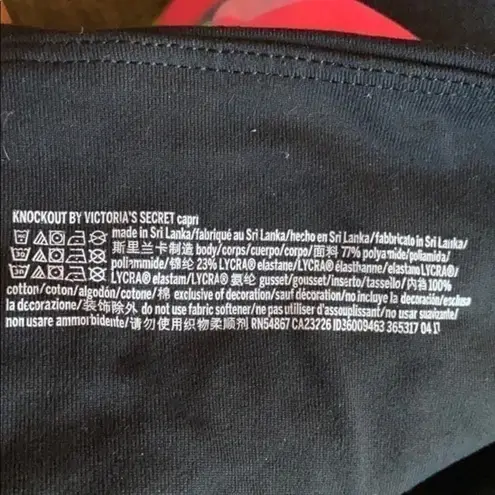 KNOCKOUT BY VICTORIA'S SECRET capri
made in Sri Lanka/fabriqué au Sri Lanka/hecho en Sri Lanka/fabbricato in Sri Lanka/
斯里兰卡制造 body/corps/cuerpo/corpo/面料 77% polyamide/poliamida/
poliammide/锦纶 23% LYCRA® elastane/LYCRA® élasthanne/elastano LYCRA®/
LYCRA® elastam/LYCRA® 氨纶 gusset/gousset/inserto/tassello/内裆 100%
cotton/coton/algodón/cotone/棉 exclusive of decoration/sauf décoration/no incluye la decoración/esclusa
la decorazione/装饰除外 do not use fabric softener/ne pas utiliser d'assouplissant/no usar suavizante/
non usare ammorbidente/请勿使用织物柔顺剂 RN54867 CA23226 ID36009463 365317 04